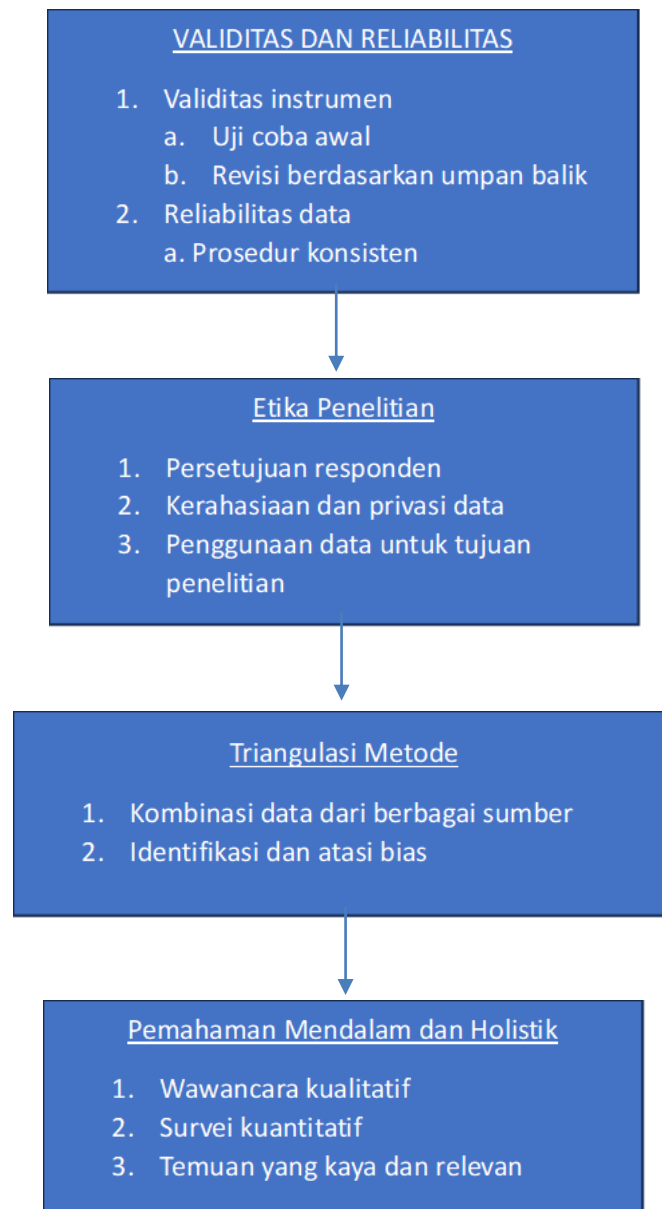 VALIDITAS DAN RELIABILITAS
1. Validitas instrumen
a. Uji coba awal
b. Revisi berdasarkan umpan balik
2. Reliabilitas data
a. Prosedur konsisten
Etika Penelitian
1. Persetujuan responden
2. Kerahasiaan dan privasi data
3. Penggunaan data untuk tujuan
penelitian
Triangulasi Metode
1. Kombinasi data dari berbagai sumber
2. Identifikasi dan atasi bias
Pemahaman Mendalam dan Holistik
1. Wawancara kualitatif
2. Survei kuantitatif
3. Temuan yang kaya dan relevan